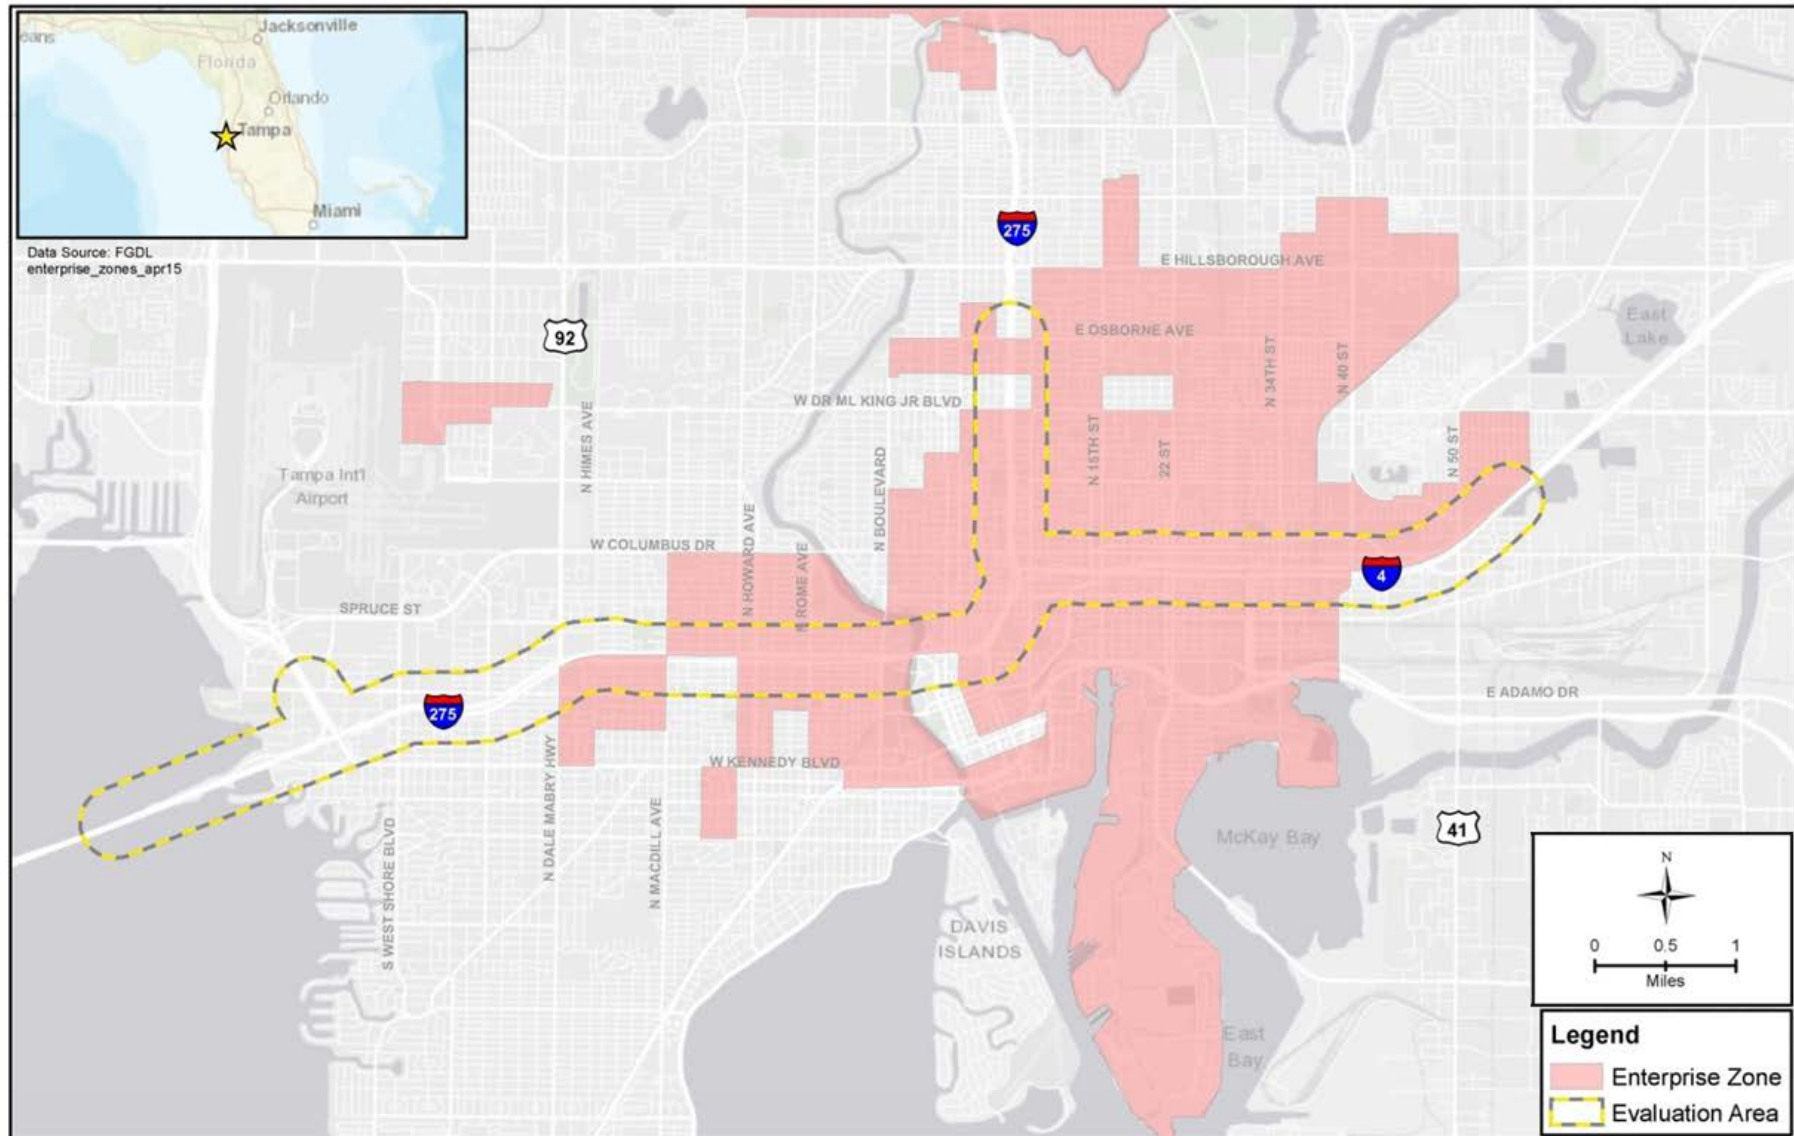 eans
Jacksonville
Florida
Orlando
Tampa
Miami
Data Source: FGDL
enterprise_zones_apr15
275
E HILLSBOROUGH AVE
92
E OSBORNE AVE
East
Lake
N 34TH ST
N 40 ST
W DR ML KING JR BLVD
N HIMES AVE
N BOULEVARD
N 15TH ST
22 ST
N 50 ST
Tampa Int'l
Airport
W COLUMBUS DR
N HOWARD AVE
N ROME AVE
4
SPRUCE ST
275
E ADAMO DR
N DALE MABRY HWY
W KENNEDY BLVD
N MACDILL AVE
S WEST SHORE BLVD
41
McKay Bay
DAVIS
ISLANDS
East
Bay
N
0 0.5 1
Miles
Legend
Enterprise Zone
Evaluation Area